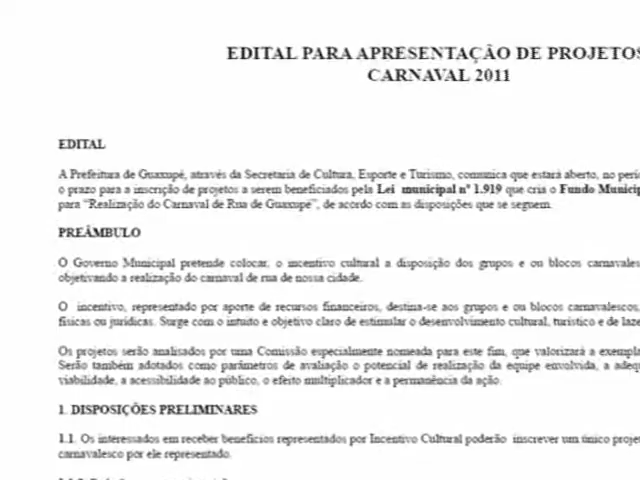 EDITAL PARA APRESENTAÇÃO DE PROJETOS
CARNAVAL 2011
EDITAL
A Prefeitura de Guaxupé, através da Secretaria de Cultura, Esporte e Turismo, comunica que estará aberto, no perí
o prazo para a inscrição de projetos a serem beneficiados pela Lei municipal nº 1.919 que cria o Fundo Municip
para "Realização do Carnaval de Rua de Guaxupé", de acordo com as disposições que se seguem.
PREÂMBULO
O Governo Municipal pretende colocar, o incentivo cultural a disposição dos grupos e ou blocos carnavales
objetivando a realização do carnaval de rua de nossa cidade.
O incentivo, representado por aporte de recursos financeiros, destina-se aos grupos e ou blocos carnavalescos,
físicas ou jurídicas. Surge com o intuito e objetivo claro de estimular o desenvolvimento cultural, turístico e de laze
Os projetos serão analisados por uma Comissão especialmente nomeada para este fim, que valorizará a exempla
Serão também adotados como parâmetros de avaliação o potencial de realização da equipe envolvida, a adeq
viabilidade, a acessibilidade ao público, o efeito multiplicador e a permanência da ação.
1. DISPOSIÇÕES PRELIMINARES
1.1. Os interessados em receber benefícios representados por Incentivo Cultural poderão inscrever um único proje
carnavalesco por ele representado.